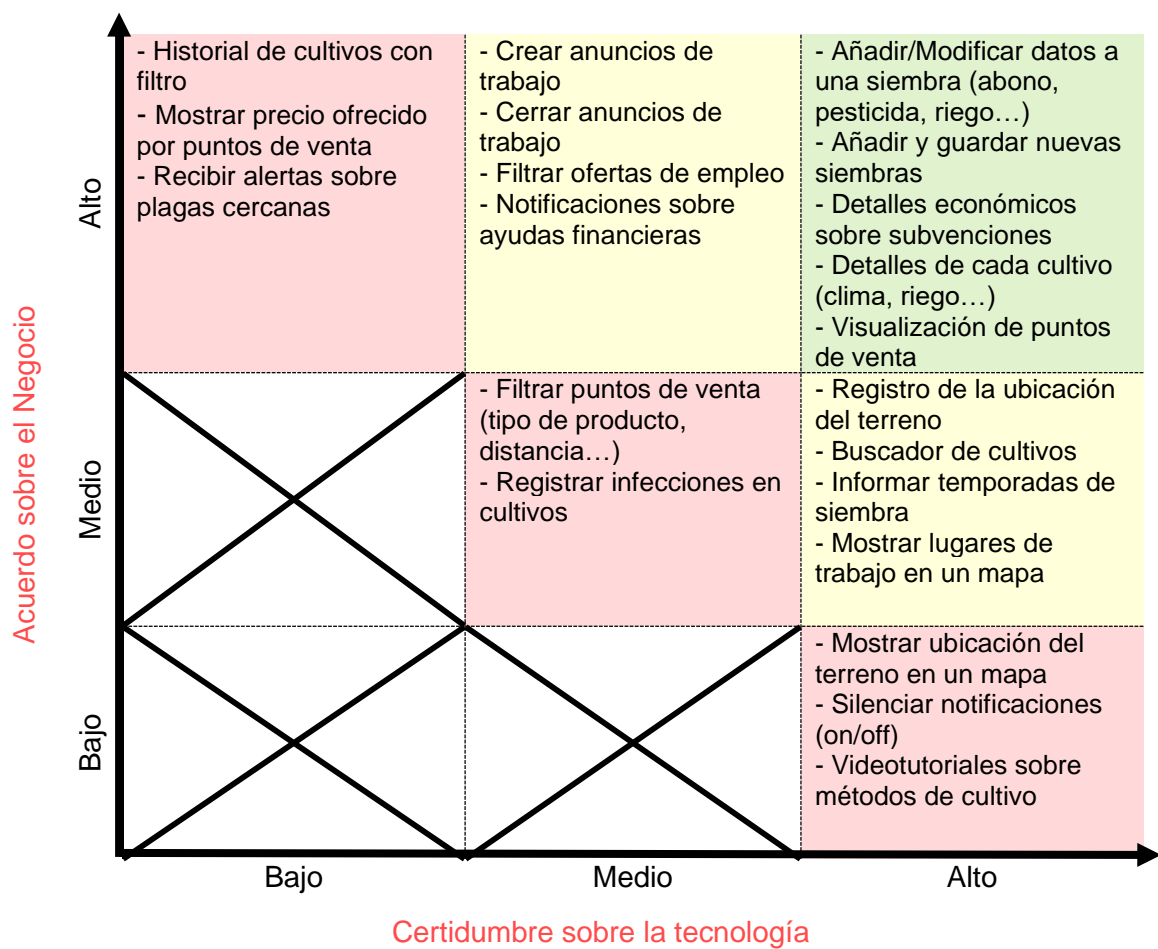 - Historial de cultivos con
filtro
- Mostrar precio ofrecido
por puntos de venta
- Recibir alertas sobre
plagas cercanas
- Crear anuncios de
trabajo
- Cerrar anuncios de
trabajo
- Filtrar ofertas de empleo
- Notificaciones sobre
ayudas financieras
- Añadir/Modificar datos a
una siembra (abono,
pesticida, riego…)
- Añadir y guardar nuevas
siembras
- Detalles económicos
sobre subvenciones
- Detalles de cada cultivo
(clima, riego…)
- Visualización de puntos
de venta
Alto
Acuerdo sobre el Negocio
Medio
- Filtrar puntos de venta
(tipo de producto,
distancia…)
- Registrar infecciones en
cultivos
- Registro de la ubicación
del terreno
- Buscador de cultivos
- Informar temporadas de
siembra
- Mostrar lugares de
trabajo en un mapa
Bajo
- Mostrar ubicación del
terreno en un mapa
- Silenciar notificaciones
(on/off)
- Videotutoriales sobre
métodos de cultivo
Bajo
Medio
Alto
Certidumbre sobre la tecnología